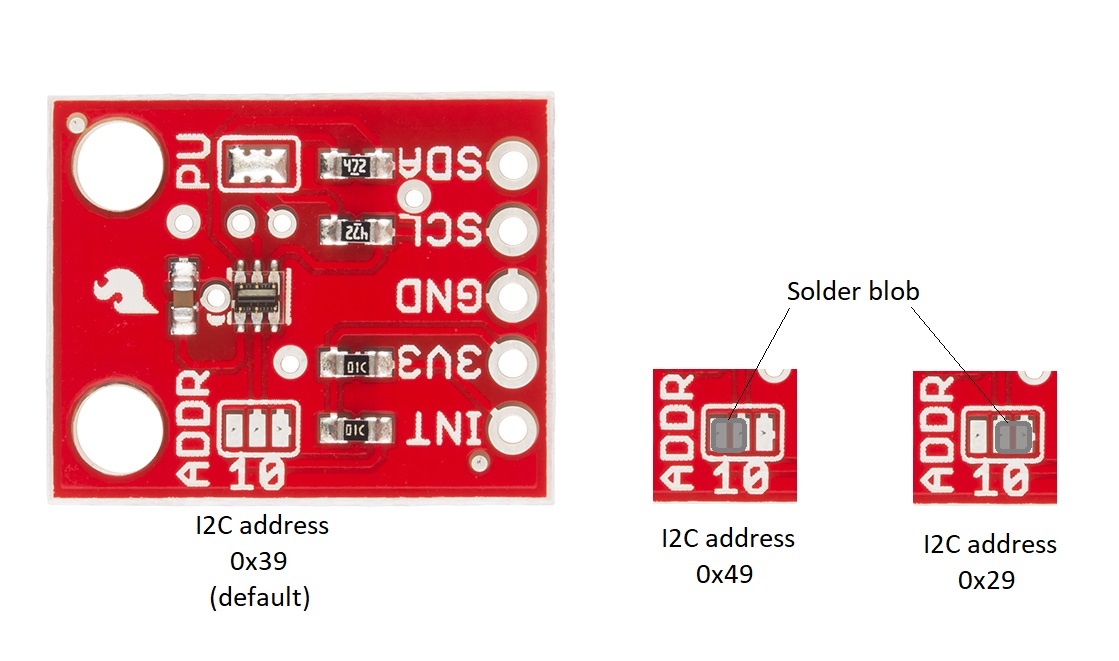 PU
472
SDA
472
SCL
GND
01C
3V3
ADDR
01C
INT
10
I2C address
0x39
(default)
Solder blob
ADDR
10
I2C address
0x49
ADDR
10
I2C address
0x29